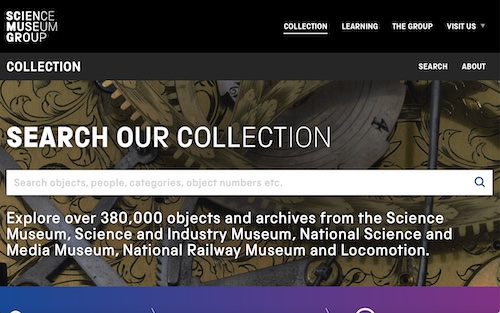 SCIENCE
MUSEUM
GROUP
COLLECTION LEARNING THE GROUP VISIT US
COLLECTION
SEARCH ABOUT
SEARCH OUR COLLECTION
Search objects, people, categories, object numbers etc.
Explore over 380,000 objects and archives from the Science
Museum, Science and Industry Museum, National Science and
Media Museum, National Railway Museum and Locomotion.